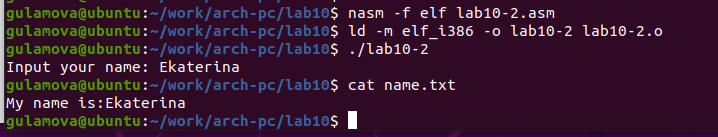 gulamova@ubuntu:~/work/arch-pc/lab10$ nasm -f elf lab10-2.asm
gulamova@ubuntu:~/work/arch-pc/lab10$ ld -m elf_i386 -o lab10-2 lab10-2.o
gulamova@ubuntu:~/work/arch-pc/lab10$ ./lab10-2
Input your name: Ekaterina
gulamova@ubuntu:~/work/arch-pc/lab10$ cat name.txt
My name is:Ekaterina
gulamova@ubuntu:~/work/arch-pc/lab10$